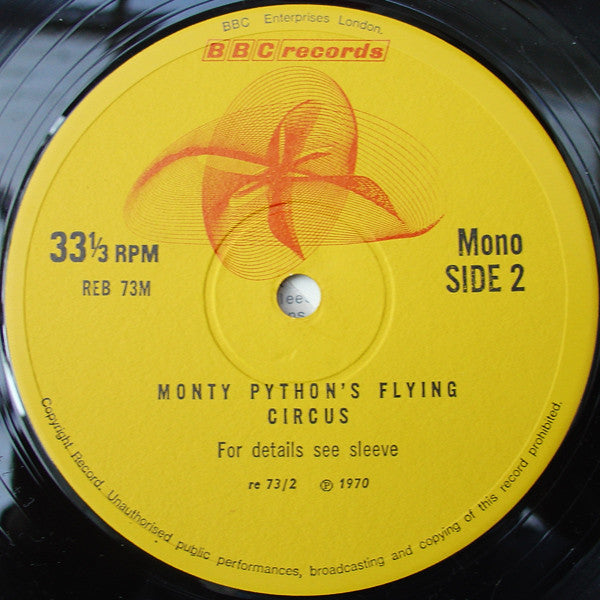 BBC Enterprises London.
BBC records
33⅓ RPM
REB 73M
Mono
SIDE 2
MONTY PYTHON'S FLYING
CIRCUS
For details see sleeve
re 73/2 ℗ 1970
Copyright Record. Unauthorised public performances, broadcasting and copying of this record prohibited.